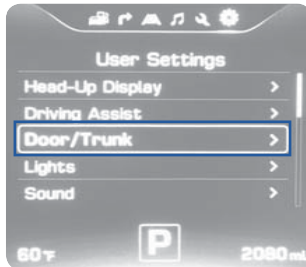 User Settings
Head-Up Display >
Driving Assist >
Door/Trunk >
Lights >
Sound >
P
60°F 2080 mi